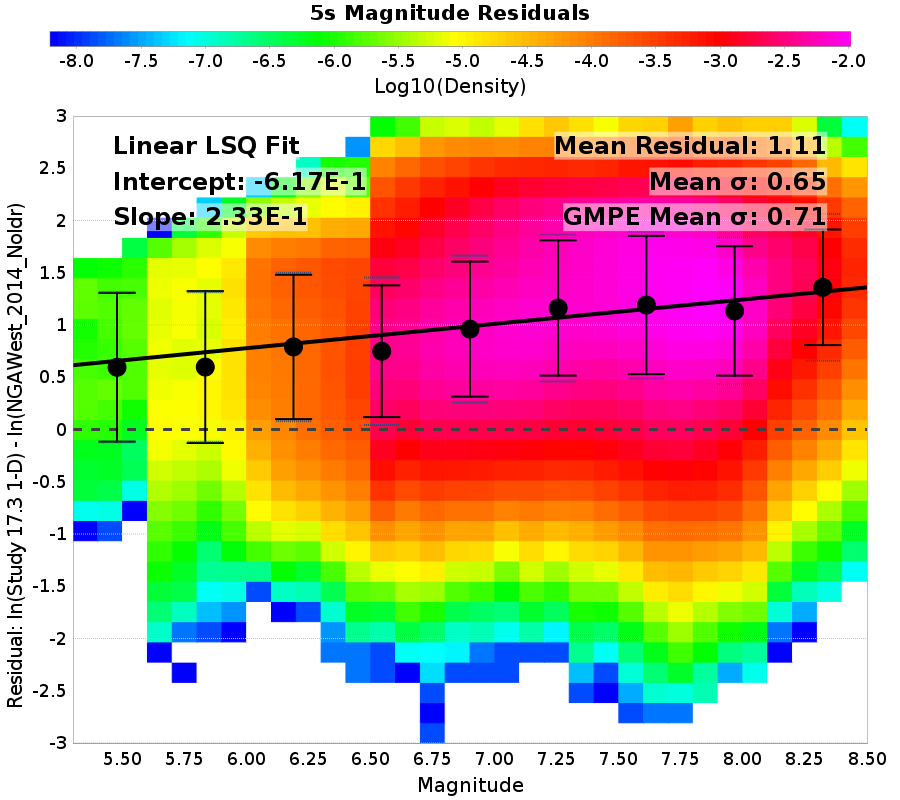 5s Magnitude Residuals
-8.0 -7.5 -7.0 -6.5 -6.0 -5.5 -5.0 -4.5 -4.0 -3.5 -3.0 -2.5 -2.0
Log10(Density)
Linear LSQ Fit
Intercept: -6.17E-1
Slope: 2.33E-1
Mean Residual: 1.11
Mean σ: 0.65
GMPE Mean σ: 0.71
Residual: ln(Study 17.3 1-D) - ln(NGAWest_2014_NoIdr)
3
2.5
2
1.5
1
0.5
0
-0.5
-1
-1.5
-2
-2.5
-3
5.50 5.75 6.00 6.25 6.50 6.75 7.00 7.25 7.50 7.75 8.00 8.25 8.50
Magnitude